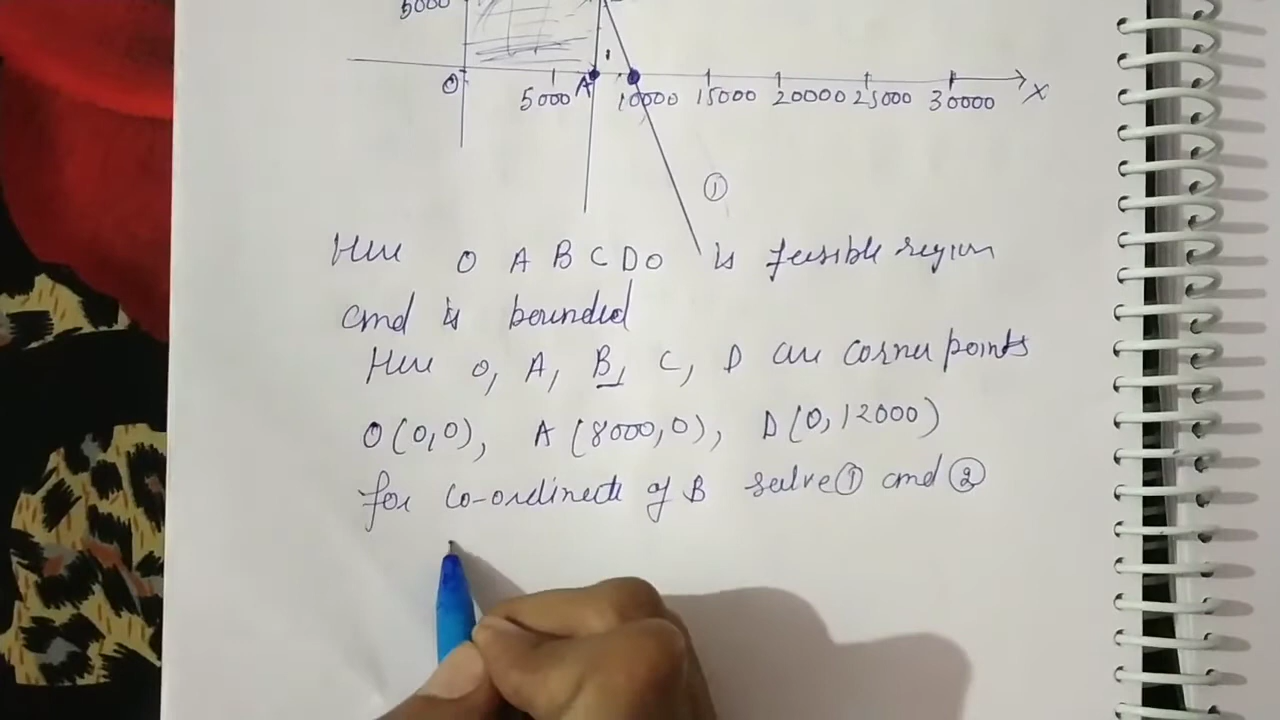 5000
O 5000 A 10000 15000 20000 25000 30000 X
①
Here O A B C D O is feasible region
and is bounded
Here O, A, B, C, D are corner points
O(0,0), A(8000,0), D(0,12000)
for co-ordinate of B solve ① and ②